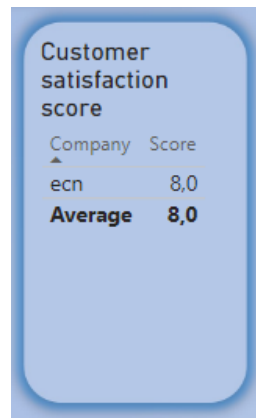 Customer
satisfaction
score
Company Score
ecn 8,0
Average 8,0